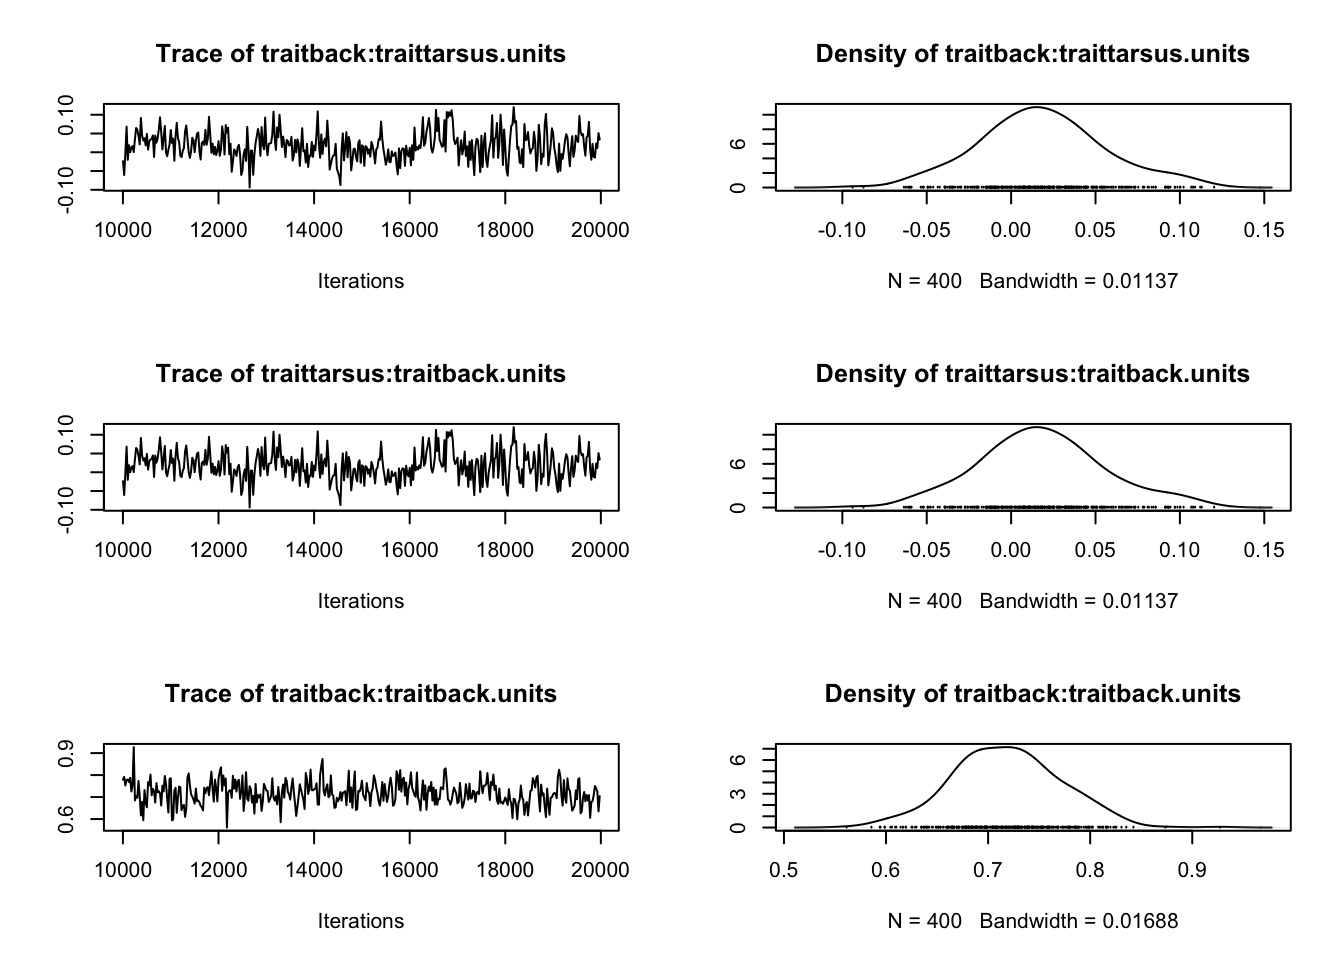 Trace of traitback:traittarsus.units
Density of traitback:traittarsus.units
0.10
-0.10
10000 12000 14000 16000 18000 20000
Iterations
6
0
-0.10 -0.05 0.00 0.05 0.10 0.15
N = 400 Bandwidth = 0.01137
Trace of traittarsus:traitback.units
Density of traittarsus:traitback.units
0.10
-0.10
10000 12000 14000 16000 18000 20000
Iterations
6
0
-0.10 -0.05 0.00 0.05 0.10 0.15
N = 400 Bandwidth = 0.01137
Trace of traitback:traitback.units
Density of traitback:traitback.units
0.9
0.6
10000 12000 14000 16000 18000 20000
Iterations
6
3
0
0.5 0.6 0.7 0.8 0.9
N = 400 Bandwidth = 0.01688